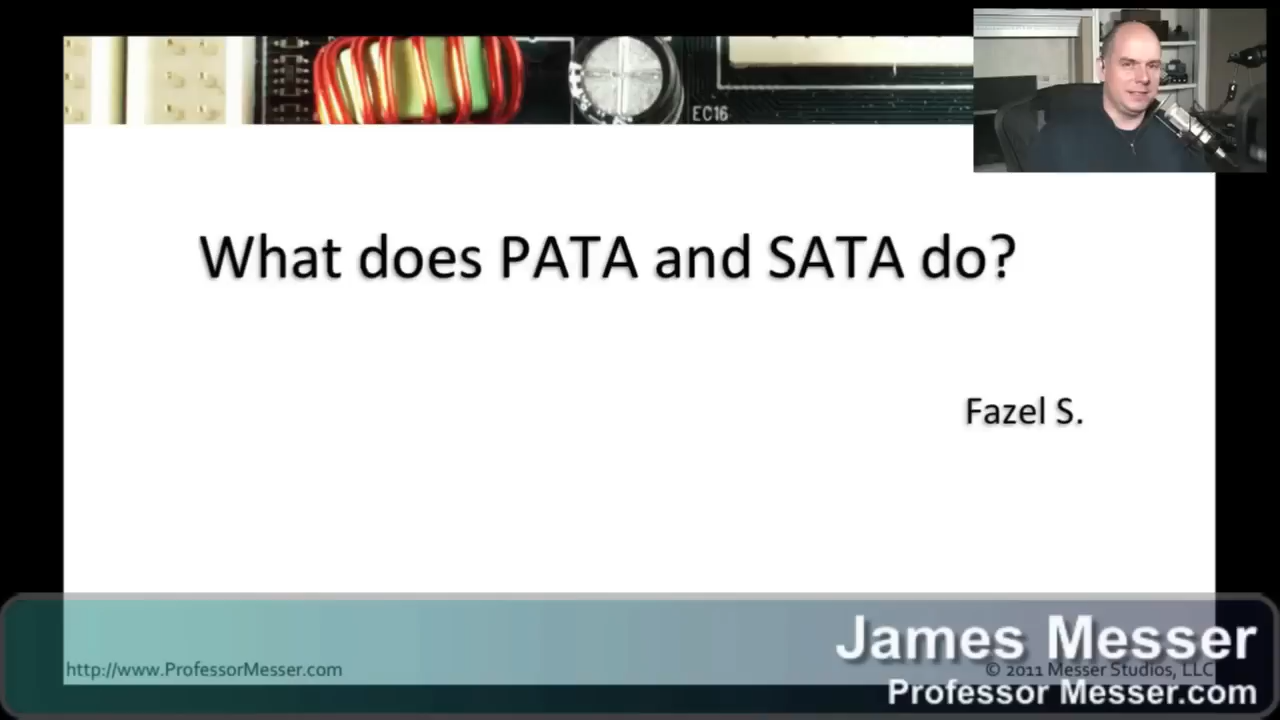 EC16
What does PATA and SATA do?
Fazel S.
James Messer
http://www.ProfessorMesser.com
© 2011 Messer Studios, LLC
Professor Messer.com